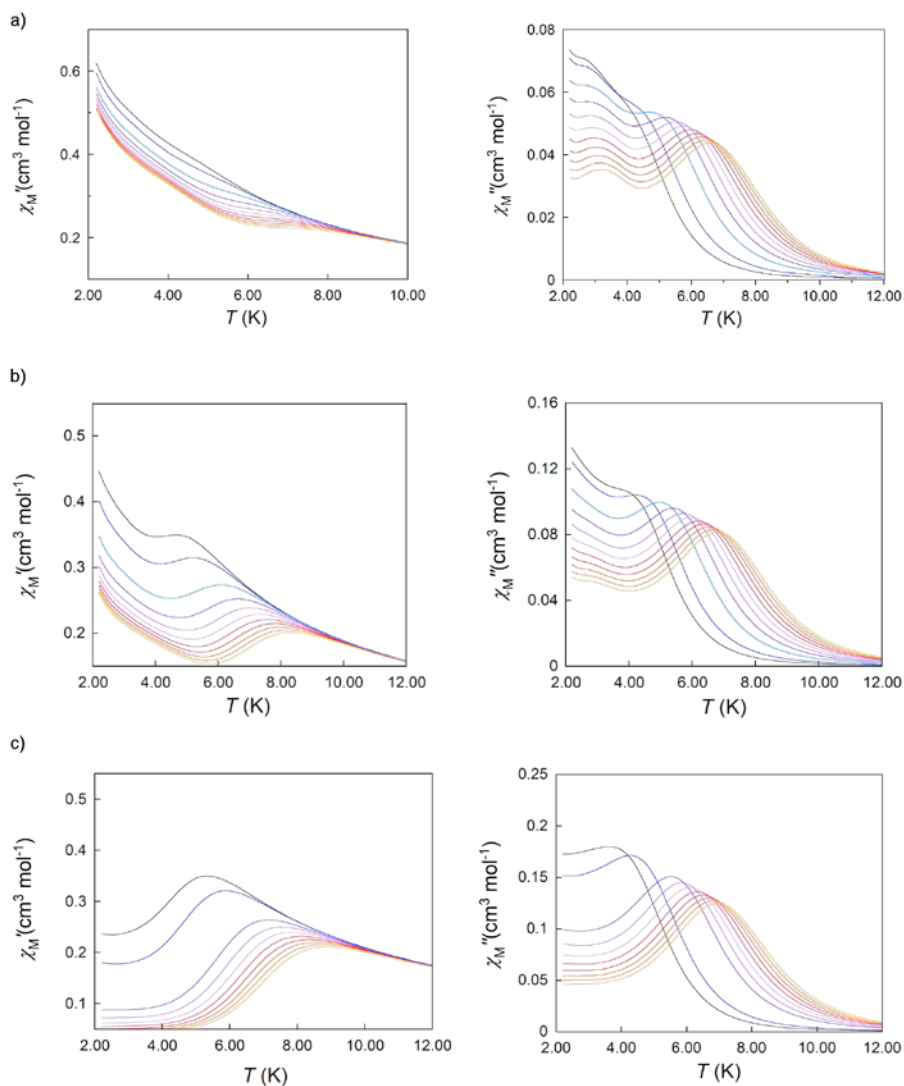 a)
χM′(cm³ mol⁻¹)
0.6
0.4
0.2
2.00 4.00 6.00 8.00 10.00
T (K)
χM″(cm³ mol⁻¹)
0.08
0.06
0.04
0.02
0
2.00 4.00 6.00 8.00 10.00 12.00
T (K)
b)
χM′(cm³ mol⁻¹)
0.5
0.4
0.3
0.2
2.00 4.00 6.00 8.00 10.00 12.00
T (K)
χM″(cm³ mol⁻¹)
0.16
0.12
0.08
0.04
0
2.00 4.00 6.00 8.00 10.00 12.00
T (K)
c)
χM′(cm³ mol⁻¹)
0.5
0.4
0.3
0.2
0.1
2.00 4.00 6.00 8.00 10.00 12.00
T (K)
χM″(cm³ mol⁻¹)
0.25
0.20
0.15
0.10
0.05
0
2.00 4.00 6.00 8.00 10.00 12.00
T (K)